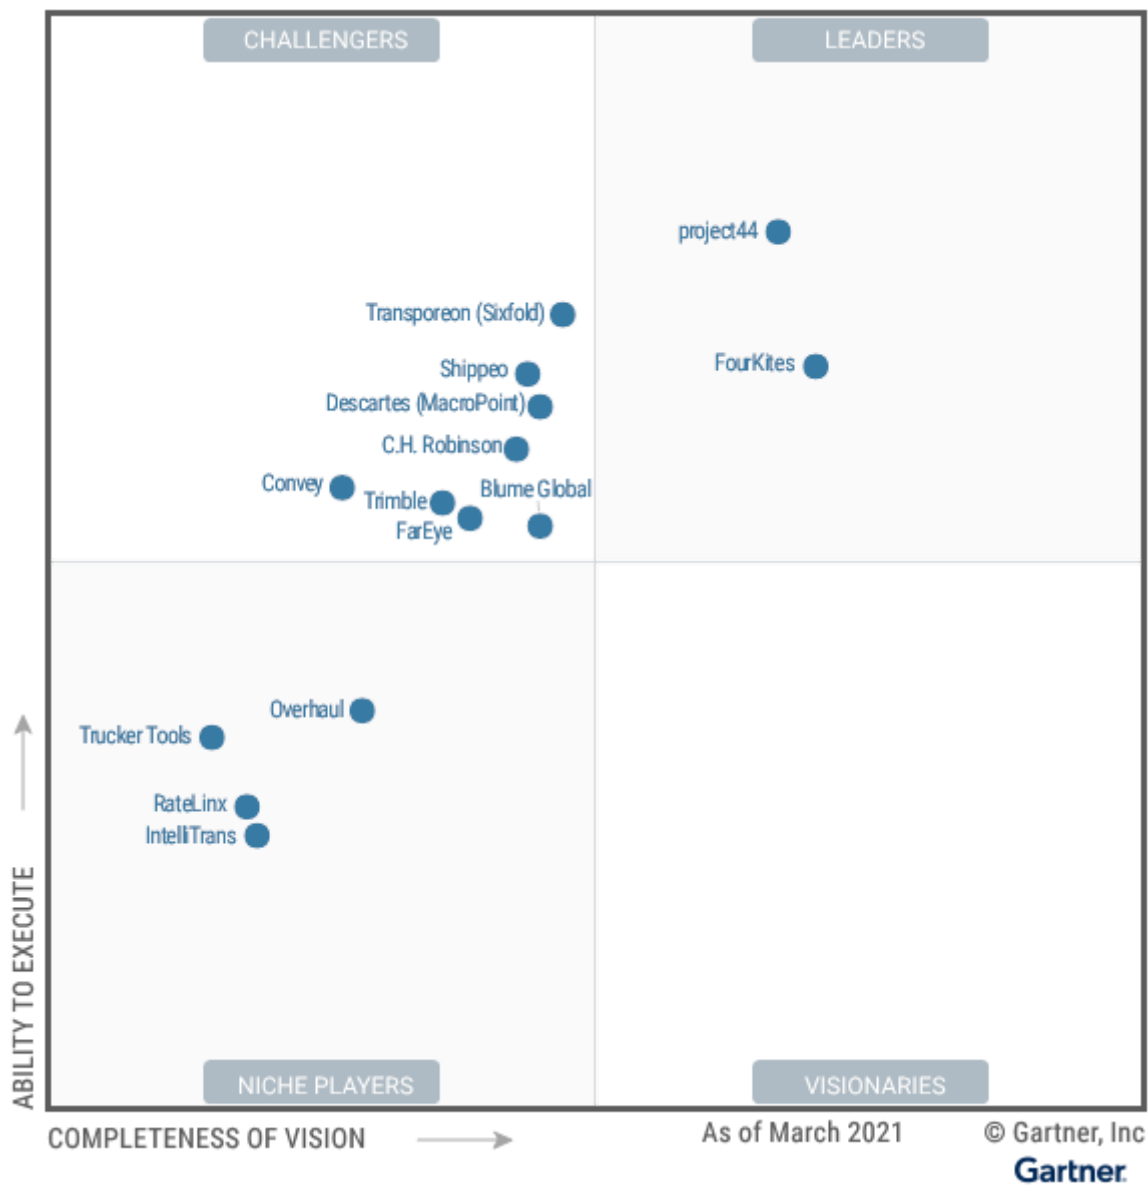 CHALLENGERS
LEADERS
project44
Transporeon (Sixfold)
FourKites
Shippeo
Descartes (MacroPoint)
C.H. Robinson
Convey
Blume Global
Trimble
FarEye
Overhaul
Trucker Tools
RateLinx
IntelliTrans
ABILITY TO EXECUTE
NICHE PLAYERS
VISIONARIES
COMPLETENESS OF VISION
As of March 2021
© Gartner, Inc
Gartner